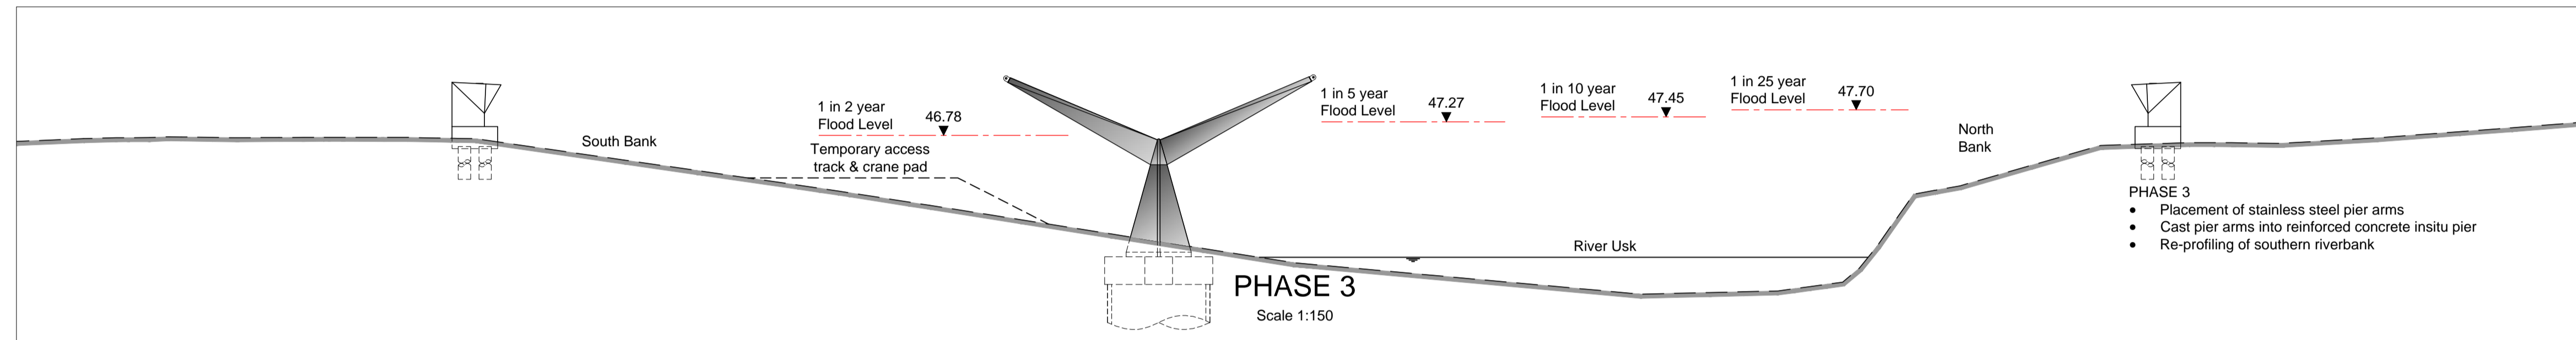 1 in 2 year
Flood Level
46.78
1 in 5 year
Flood Level
47.27
1 in 10 year
Flood Level
47.45
1 in 25 year
Flood Level
47.70
South Bank
Temporary access
track & crane pad
North
Bank
River Usk
PHASE 3
Scale 1:150
PHASE 3
• Placement of stainless steel pier arms
• Cast pier arms into reinforced concrete insitu pier
• Re-profiling of southern riverbank